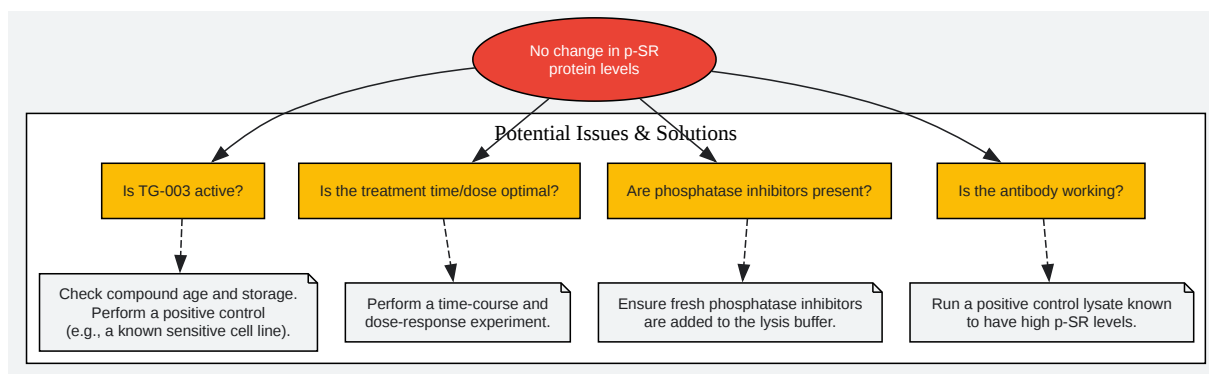 No change in p-SR
protein levels
Potential Issues & Solutions
Is TG-003 active?
Is the treatment time/dose optimal?
Are phosphatase inhibitors present?
Is the antibody working?
Check compound age and storage.
Perform a positive control
(e.g., a known sensitive cell line).
Perform a time-course and
dose-response experiment.
Ensure fresh phosphatase inhibitors
are added to the lysis buffer.
Run a positive control lysate known
to have high p-SR levels.